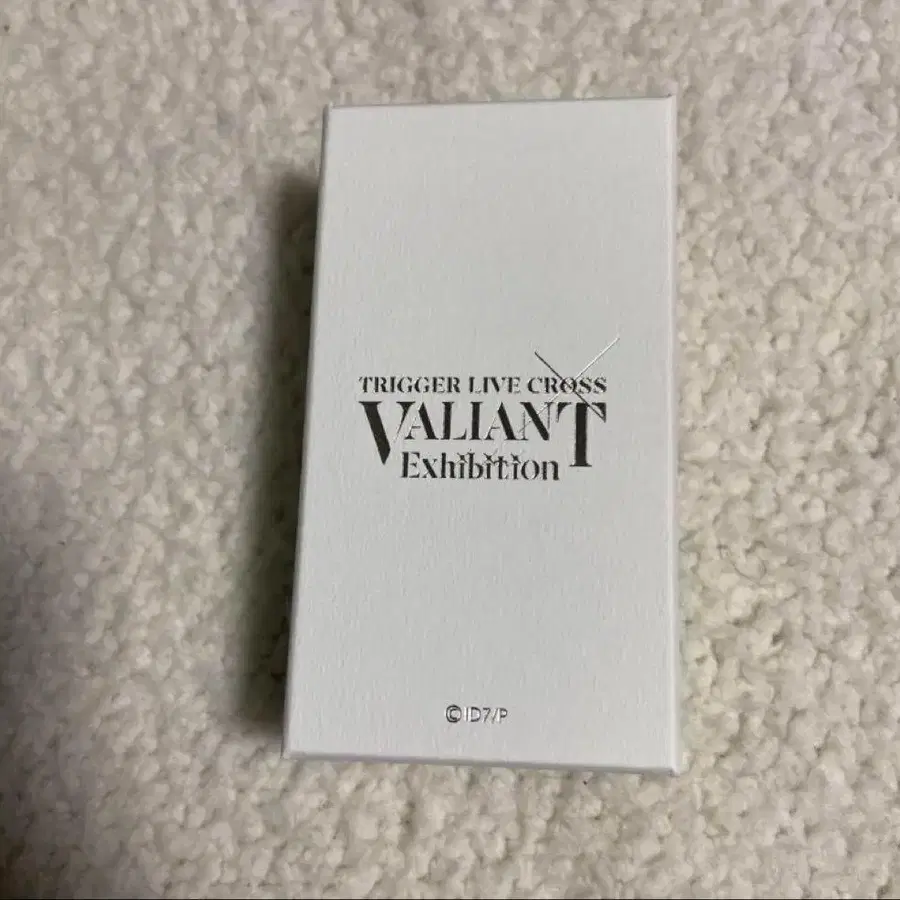 TRIGGER LIVE CROSS
VALIANT
Exhibition
©ID7/P